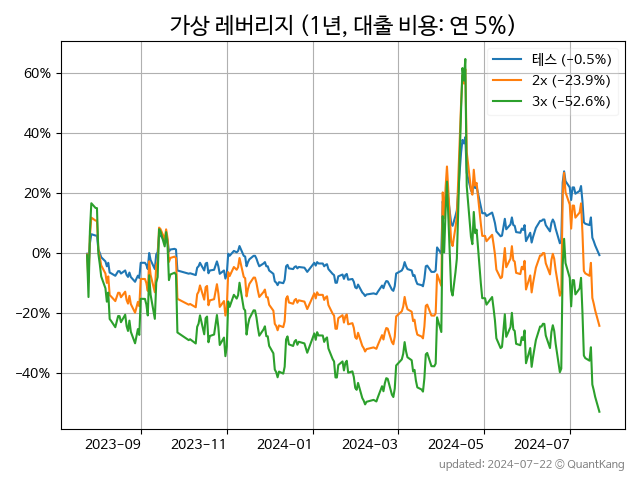 가상 레버리지 (1년, 대출 비용: 연 5%)
테스 (−0.5%)
2x (−23.9%)
3x (−52.6%)
60%
40%
20%
0%
−20%
−40%
2023−09 2023−11 2024−01 2024−03 2024−05 2024−07
updated: 2024-07-22 © QuantKang